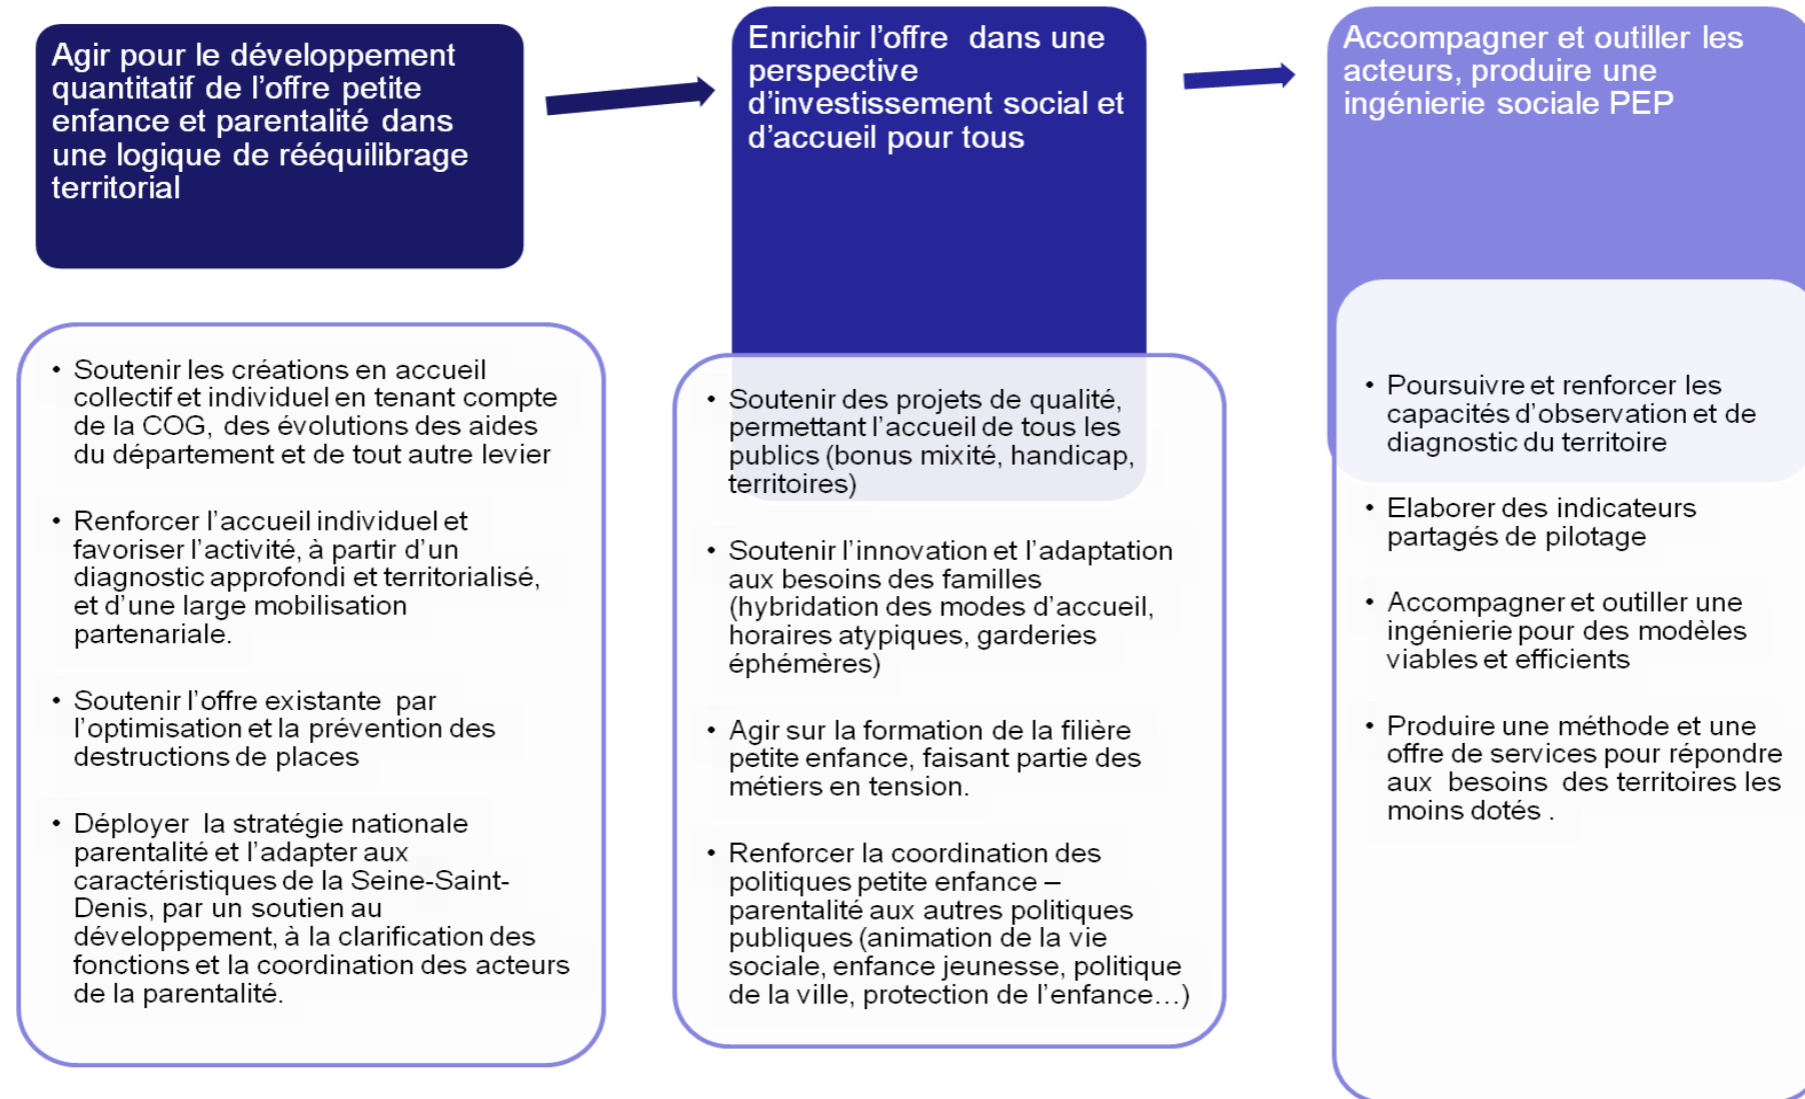 Agir pour le développement
quantitatif de l’offre petite
enfance et parentalité dans
une logique de rééquilibrage
territorial
Enrichir l’offre dans une
perspective
d’investissement social et
d’accueil pour tous
Accompagner et outiller les
acteurs, produire une
ingénierie sociale PEP
• Soutenir les créations en accueil
collectif et individuel en tenant compte
de la COG, des évolutions des aides
du département et de tout autre levier
• Renforcer l’accueil individuel et
favoriser l’activité, à partir d’un
diagnostic approfondi et territorialisé,
et d’une large mobilisation
partenariale.
• Soutenir l’offre existante par
l’optimisation et la prévention des
destructions de places
• Déployer la stratégie nationale
parentalité et l’adapter aux
caractéristiques de la Seine-Saint-
Denis, par un soutien au
développement, à la clarification des
fonctions et la coordination des acteurs
de la parentalité.
• Soutenir des projets de qualité,
permettant l’accueil de tous les
publics (bonus mixité, handicap,
territoires)
• Soutenir l’innovation et l’adaptation
aux besoins des familles
(hybridation des modes d’accueil,
horaires atypiques, garderies
éphémères)
• Agir sur la formation de la filière
petite enfance, faisant partie des
métiers en tension.
• Renforcer la coordination des
politiques petite enfance –
parentalité aux autres politiques
publiques (animation de la vie
sociale, enfance jeunesse, politique
de la ville, protection de l’enfance…)
• Poursuivre et renforcer les
capacités d’observation et de
diagnostic du territoire
• Elaborer des indicateurs
partagés de pilotage
• Accompagner et outiller une
ingénierie pour des modèles
viables et efficients
• Produire une méthode et une
offre de services pour répondre
aux besoins des territoires les
moins dotés .